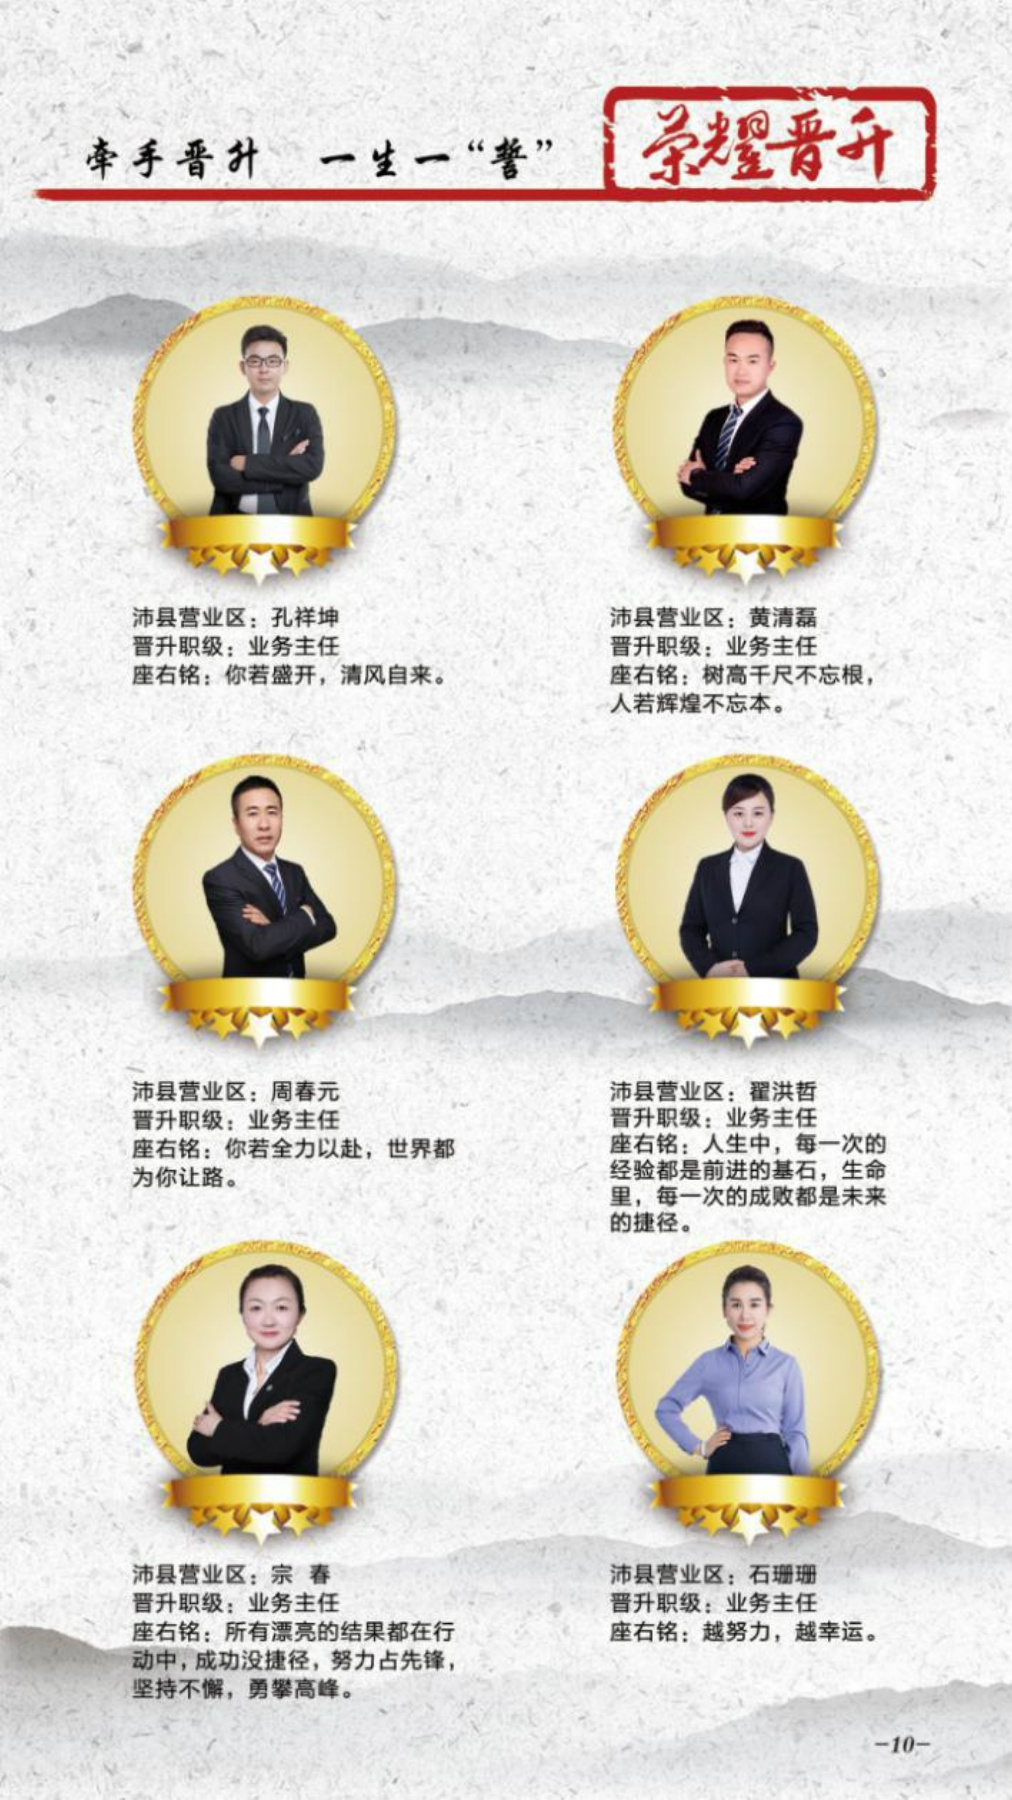 牵手晋升 一生一“誓”
荣耀晋升
沛县营业区：孔祥坤
晋升职级：业务主任
座右铭：你若盛开，清风自来。
沛县营业区：黄清磊
晋升职级：业务主任
座右铭：树高千尺不忘根，
人若辉煌不忘本。
沛县营业区：周春元
晋升职级：业务主任
座右铭：你若全力以赴，世界都
为你让路。
沛县营业区：翟洪哲
晋升职级：业务主任
座右铭：人生中，每一次的
经验都是前进的基石，生命
里，每一次的成败都是未来
的捷径。
沛县营业区：宗 春
晋升职级：业务主任
座右铭：所有漂亮的结果都在行
动中，成功没捷径，努力占先锋，
坚持不懈，勇攀高峰。
沛县营业区：石珊珊
晋升职级：业务主任
座右铭：越努力，越幸运。
-10-